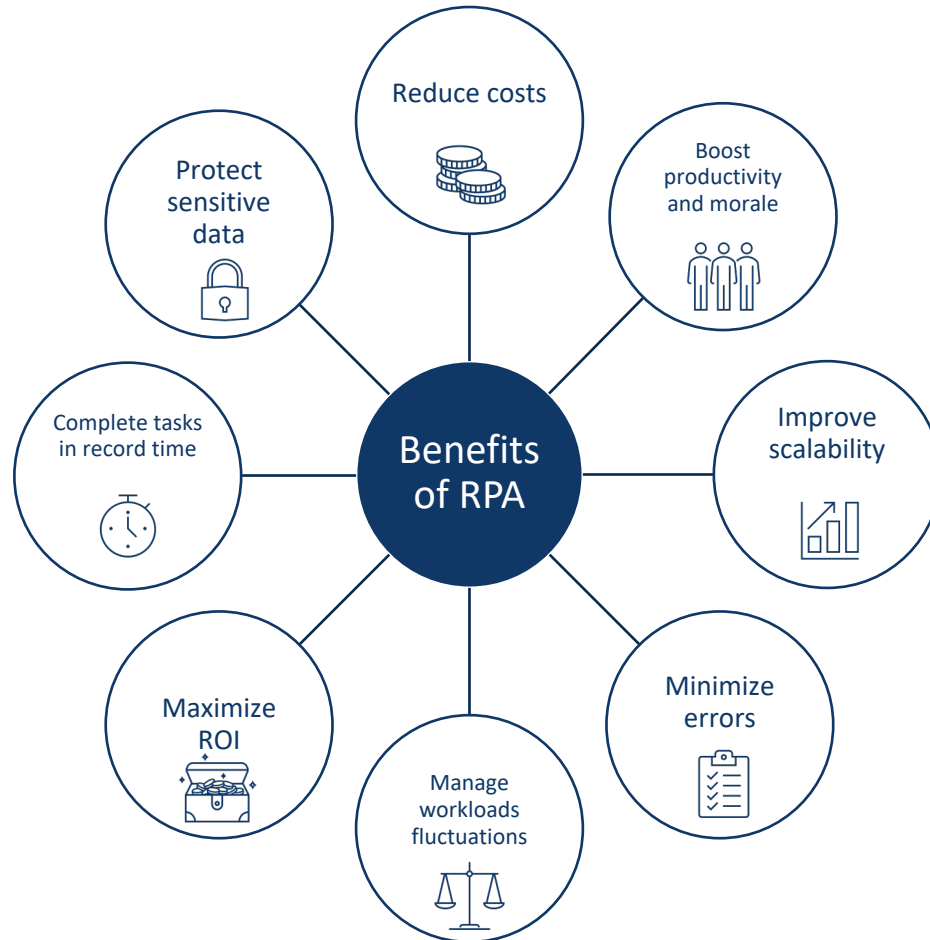 Reduce costs
Boost
productivity
and morale
Improve
scalability
Minimize
errors
Manage
workloads
fluctuations
Maximize
ROI
Complete tasks
in record time
Protect
sensitive
data
Benefits
of RPA